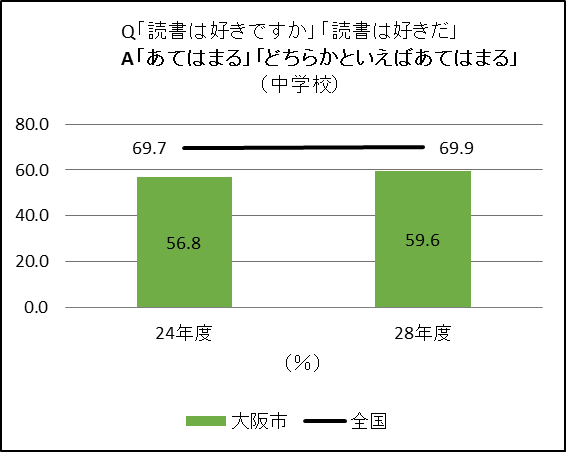 Q「読書は好きですか」「読書は好きだ」
A「あてはまる」「どちらかといえばあてはまる」
（中学校）
80.0
69.7 69.9
60.0
56.8 59.6
40.0
20.0
0.0
24年度 28年度
（％）
大阪市 全国